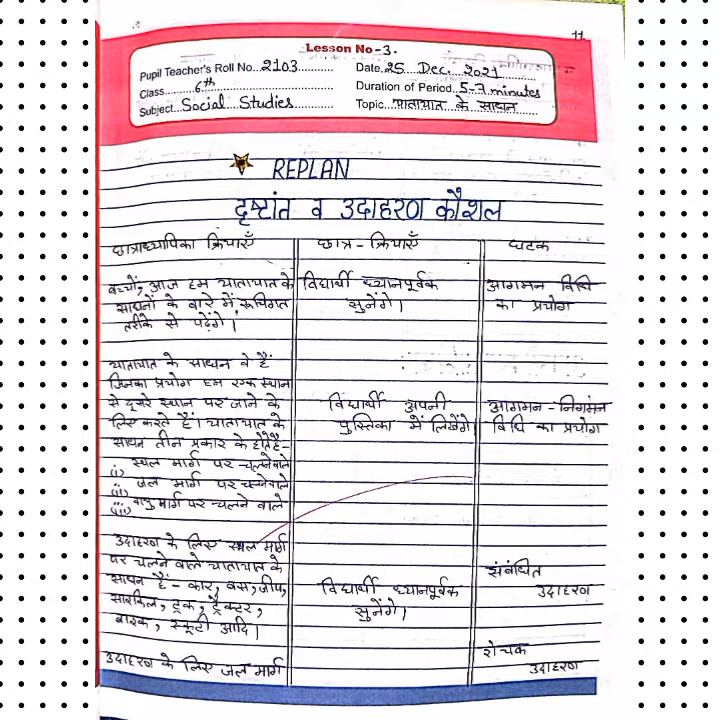 11
Lesson No-3.
Pupil Teacher's Roll No. 2103
Date. 25 Dec. 2021
Class 6th
Duration of Period. 5-7 minutes
Subject. Social Studies
Topic. यातायात के साधन
REPLAN
दृष्टांत व उदाहरण कौशल
छात्राध्यापिका क्रियाएँ
छात्र - क्रियाएँ
घटक
बच्चों, आज हम यातायात के
साधनों के बारे में रूचिगत
तरीके से पढ़ेंगे।
विद्यार्थी ध्यानपूर्वक
सुनेंगे।
आगमन विधि
का प्रयोग
यातायात के साधन वे हैं
जिनका प्रयोग हम एक स्थान
से दूसरे स्थान पर जाने के
लिए करते हैं। यातायात के
साधन तीन प्रकार के होते हैं-
(i) स्थल मार्ग पर चलनेवाले
(ii) जल मार्ग पर चलनेवाले
(iii) वायु मार्ग पर चलने वाले
विद्यार्थी अपनी
पुस्तिका में लिखेंगे।
आगमन - निगमन
विधि का प्रयोग
उदाहरण के लिए स्थल मार्ग
पर चलने वाले यातायात के
साधन हैं - कार, बस, जीप,
साइकिल, ट्रक, ट्रैक्टर,
बाइक, स्कूटी आदि।
विद्यार्थी ध्यानपूर्वक
सुनेंगे।
संबंधित
उदाहरण
उदाहरण के लिए जल मार्ग
रोचक
उदाहरण